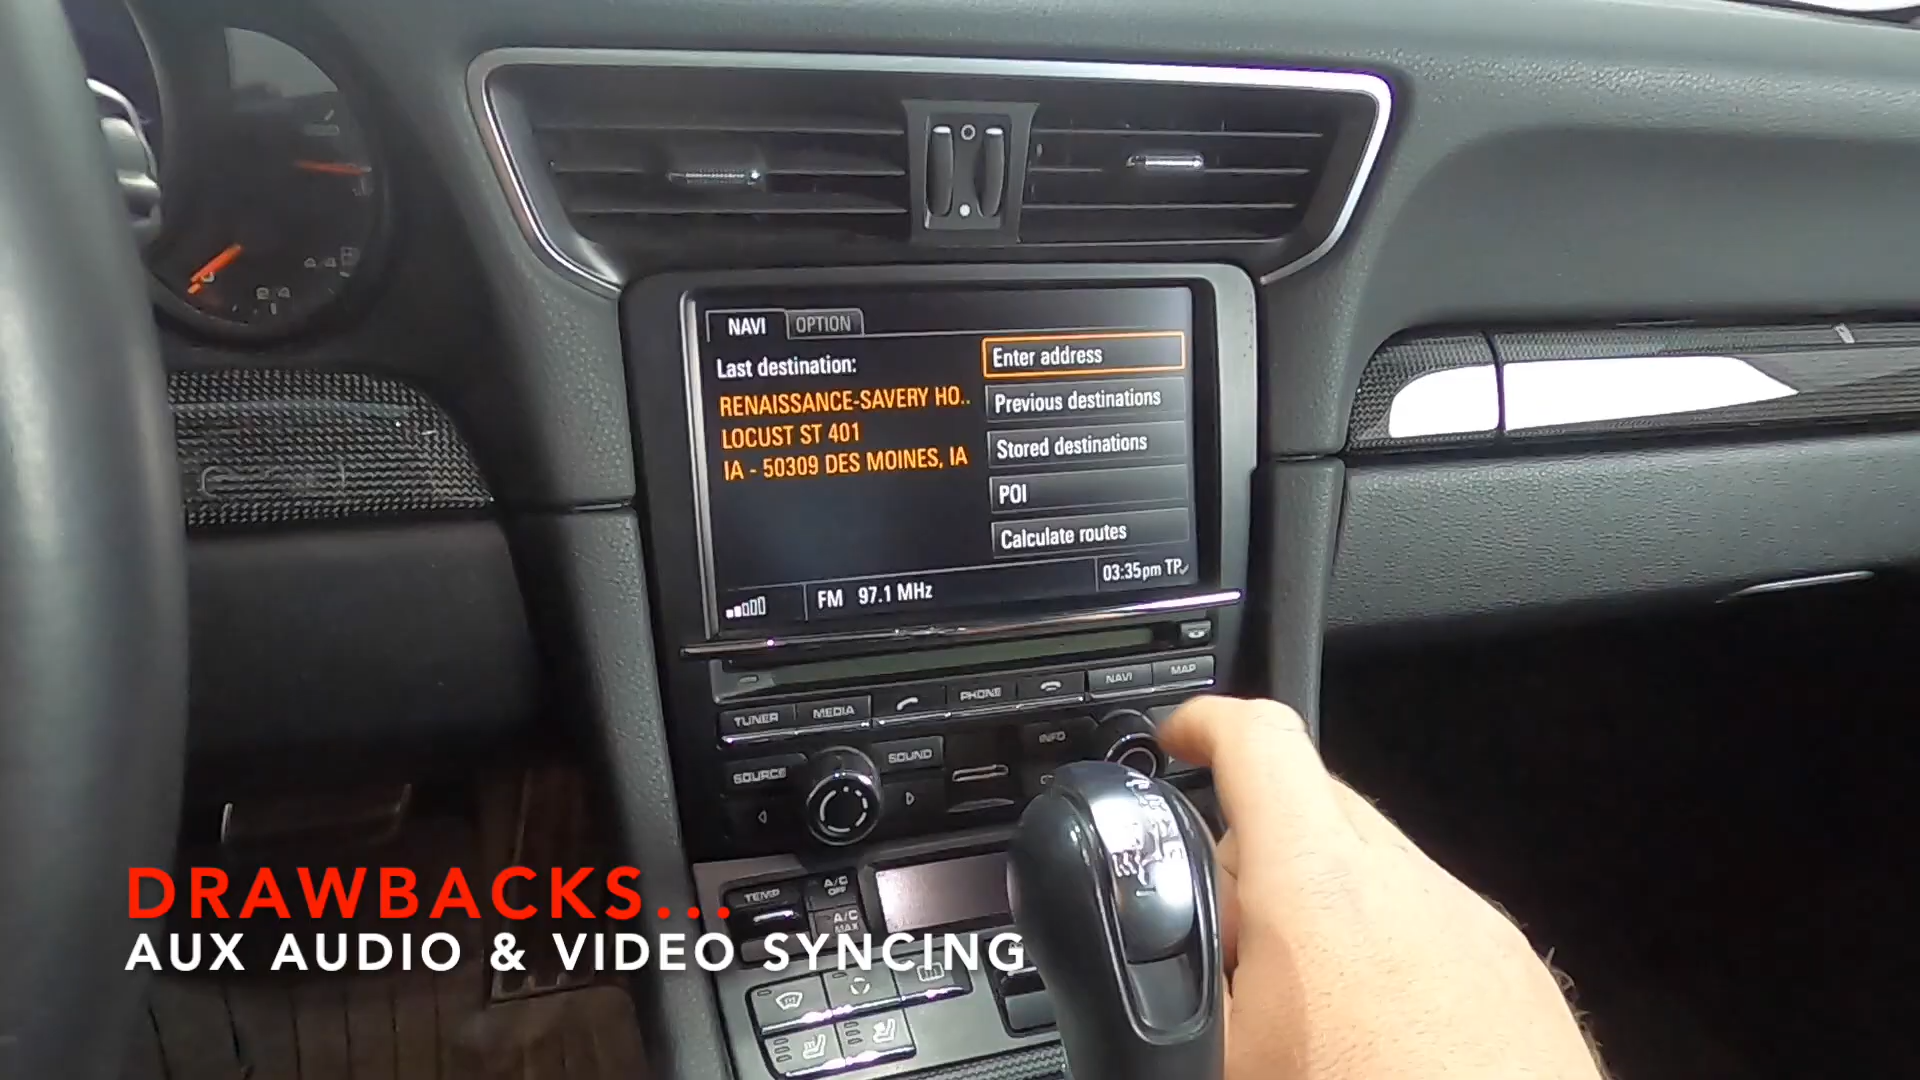 NAVI OPTION
Last destination:
RENAISSANCE-SAVERY HO..
LOCUST ST 401
IA - 50309 DES MOINES, IA
Enter address
Previous destinations
Stored destinations
POI
Calculate routes
FM 97.1 MHz
03:35pm TP
TUNER MEDIA PHONE NAVI MAP
SOURCE SOUND INFO
TEMP A/C OFF
A/C MAX
DRAWBACKS...
AUX AUDIO & VIDEO SYNCING